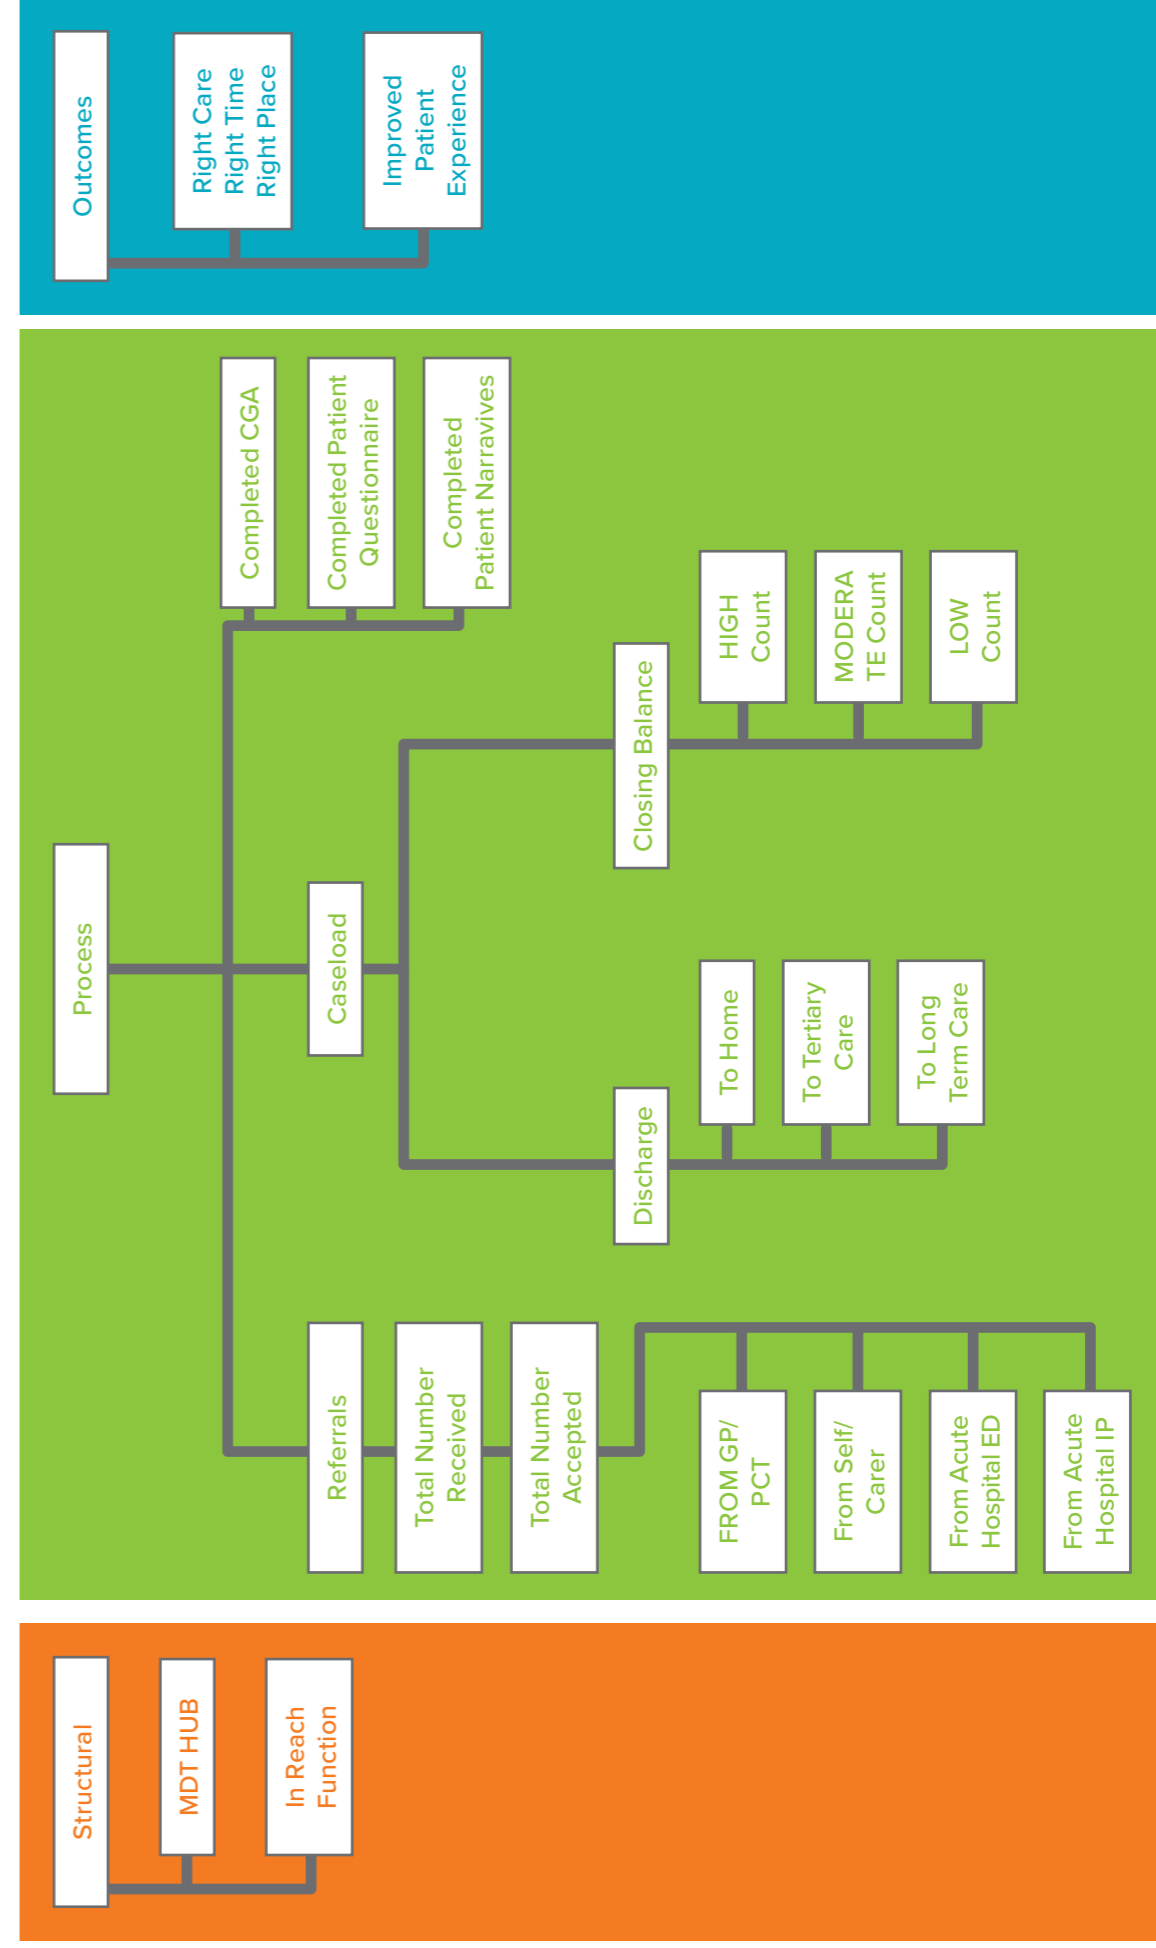 Structural
MDT HUB
In Reach
Function
Process
Referrals
Total Number
Received
Total Number
Accepted
FROM GP/
PCT
From Self/
Carer
From Acute
Hospital ED
From Acute
Hospital IP
Caseload
Discharge
To Home
To Tertiary
Care
To Long
Term Care
Closing Balance
HIGH
Count
MODERA
TE Count
LOW
Count
Completed CGA
Completed Patient
Questionnaire
Completed
Patient Narravives
Outcomes
Right Care
Right Time
Right Place
Improved
Patient
Experience